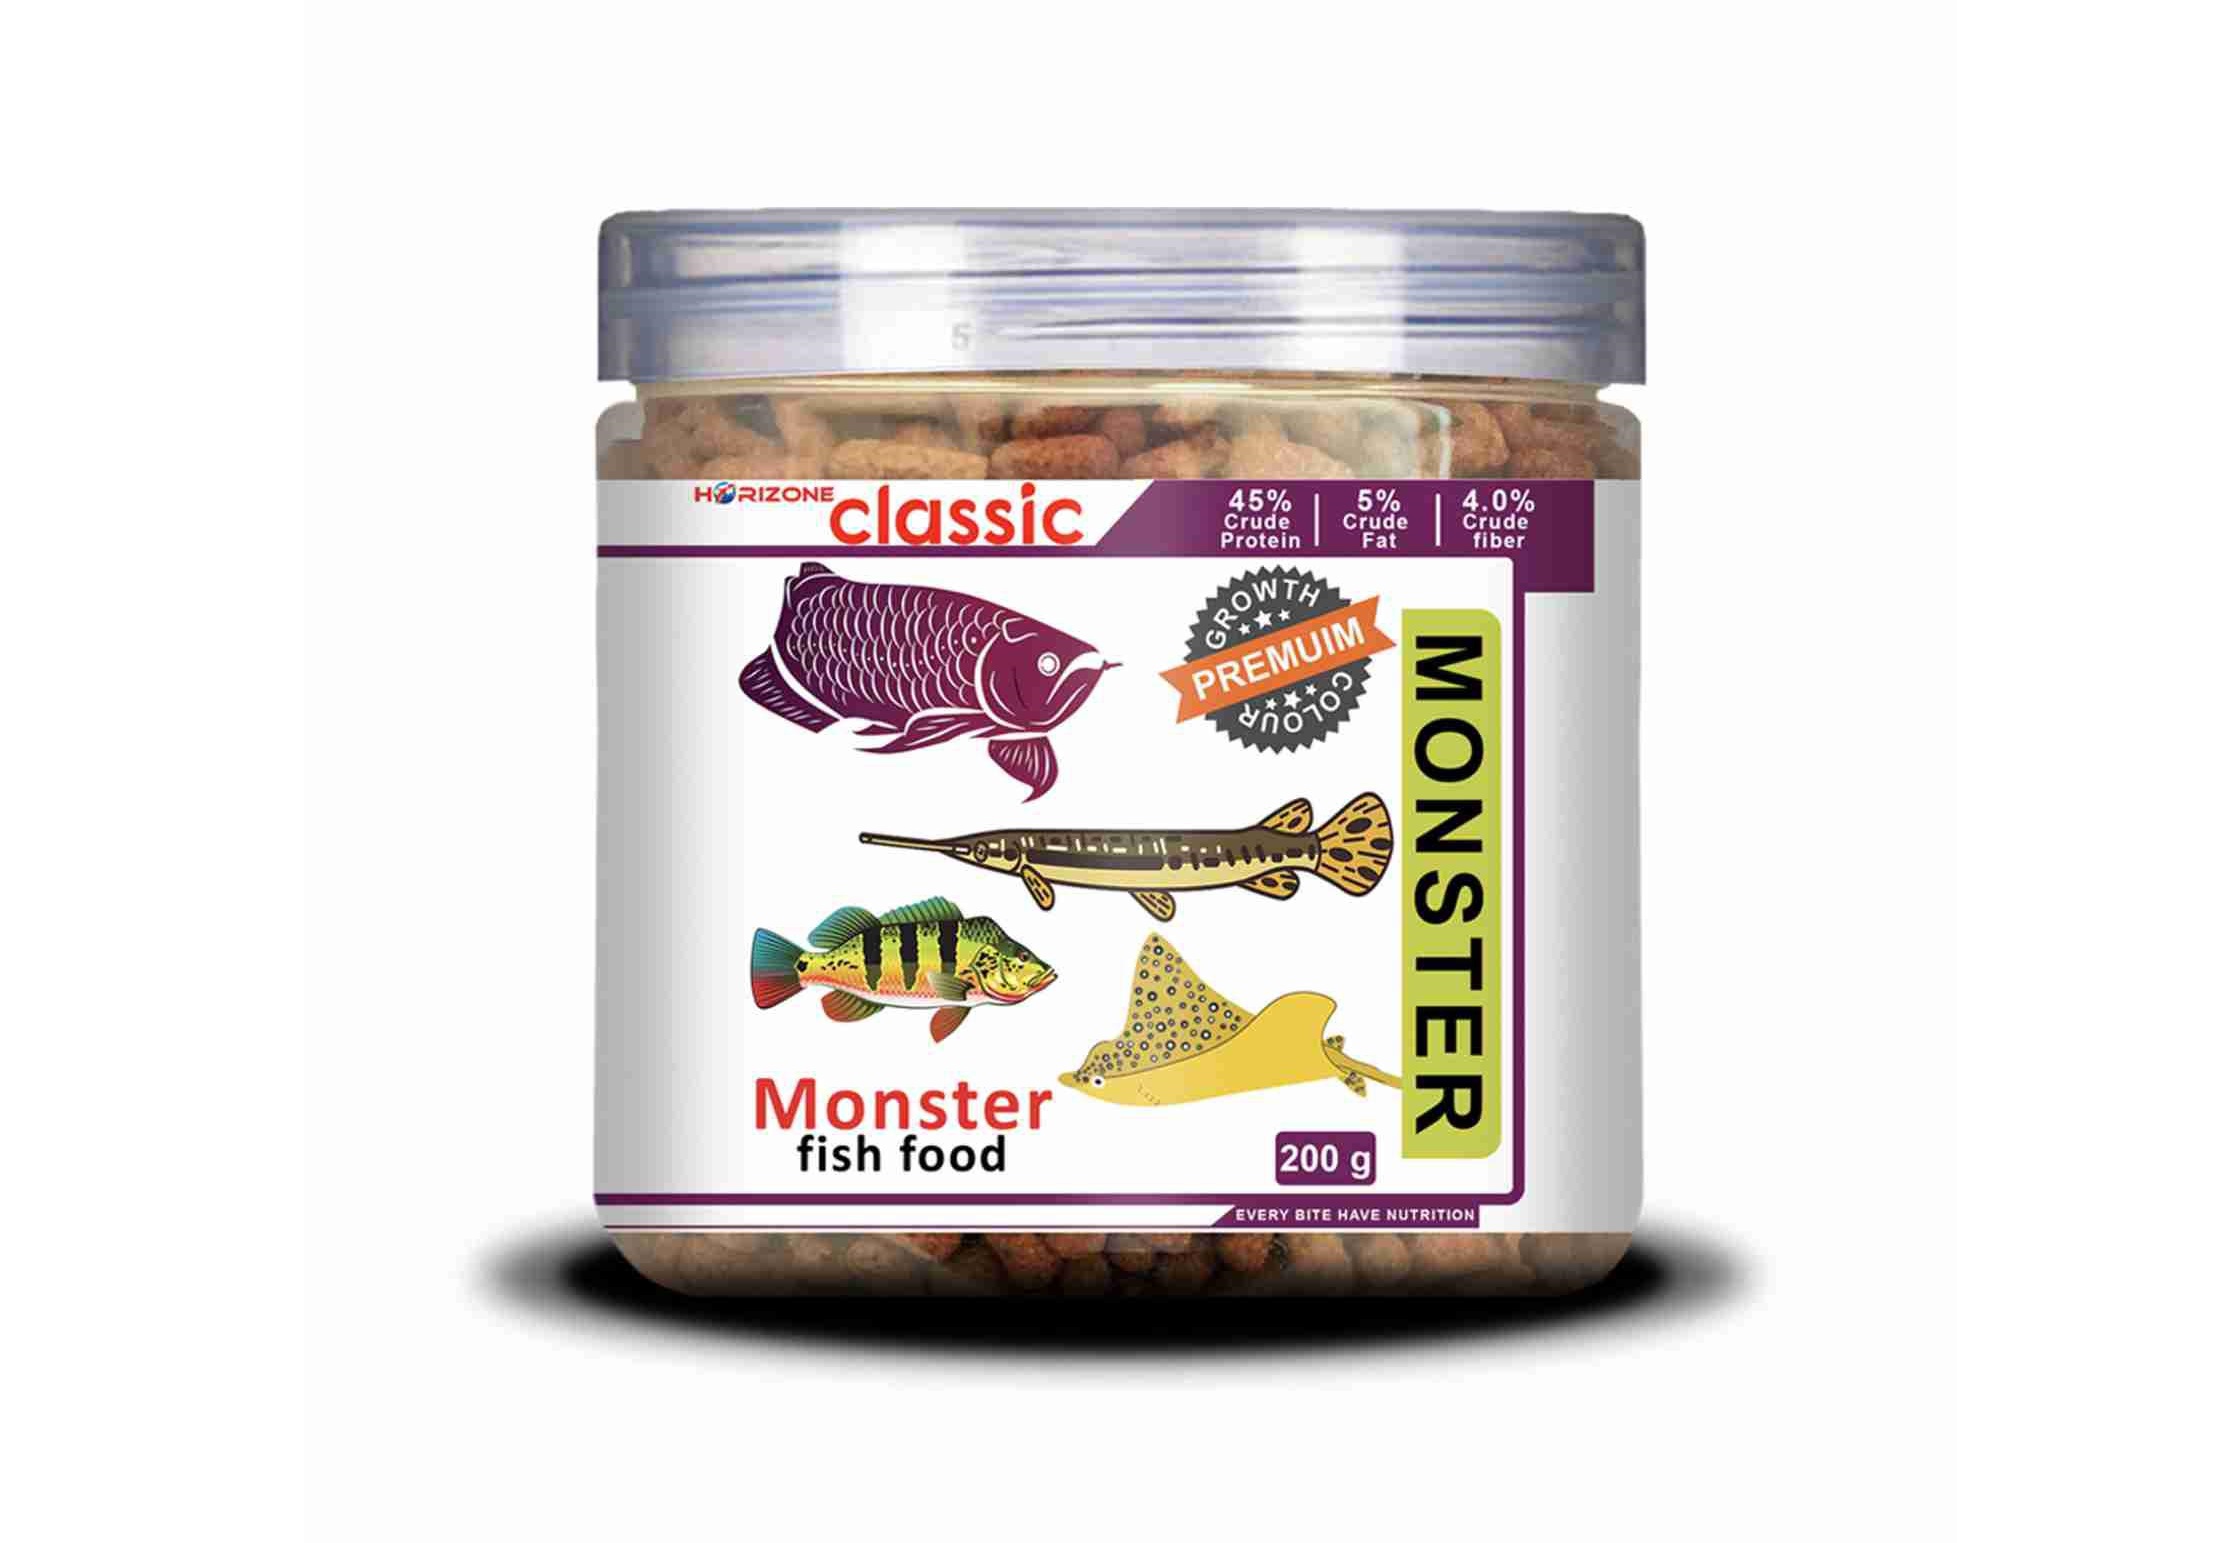 5
HORIZONE
classic
45%
Crude
Protein
5%
Crude
Fat
4.0%
Crude
fiber
GROWTH
PREMUIM
COLOUR
MONSTER
Monster
fish food
200 g
EVERY BITE HAVE NUTRITION